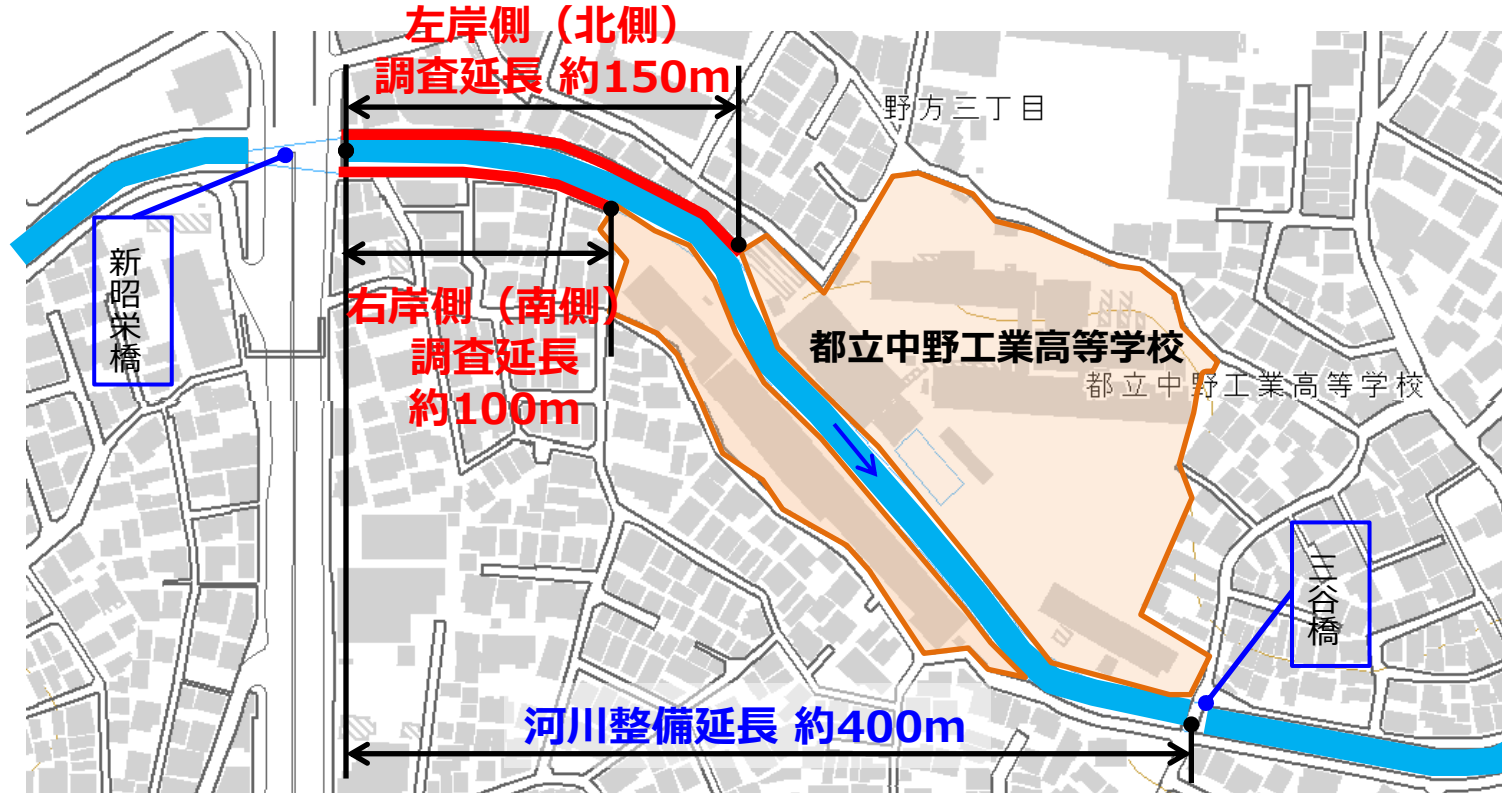 左岸側（北側）
調査延長 約150m
野方三丁目
新昭栄橋
右岸側（南側）
調査延長
約100m
都立中野工業高等学校
都立中野工業高等学校
三谷橋
河川整備延長 約400m